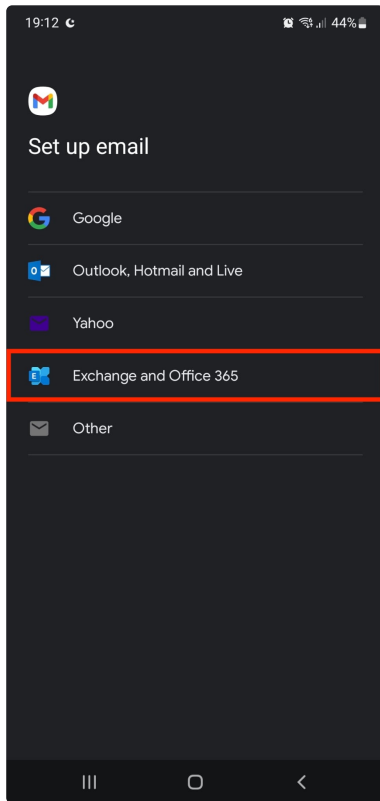 19:12 44%
Set up email
Google
Outlook, Hotmail and Live
Yahoo
Exchange and Office 365
Other